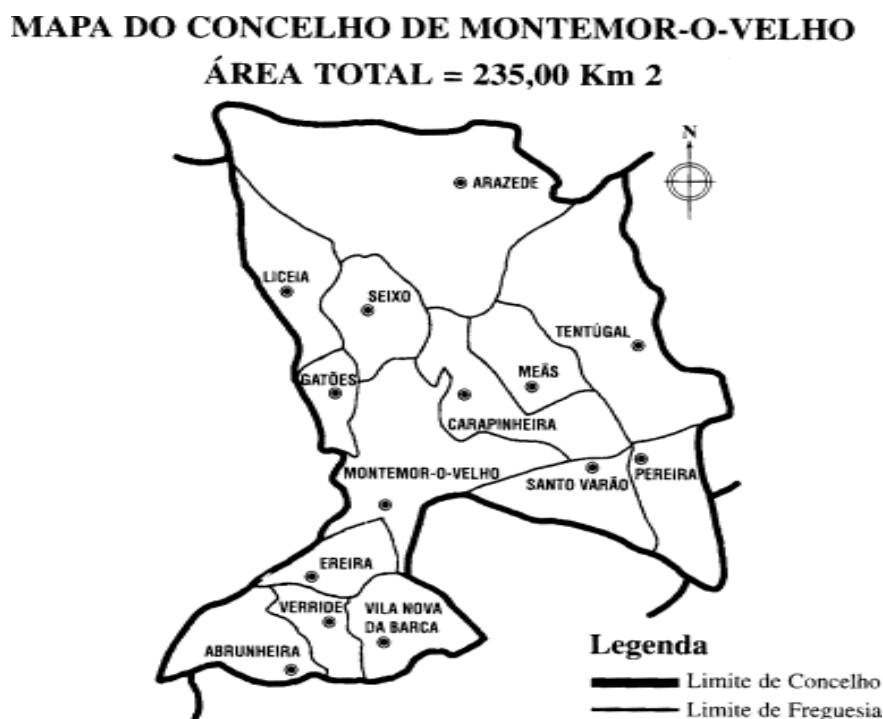 MAPA DO CONCELHO DE MONTEMOR-O-VELHO
ÁREA TOTAL = 235,00 Km 2
N
ARAZEDE
LICEIA
SEIXO
TENTÚGAL
MEÃS
GATÕES
CARAPINHEIRA
MONTEMOR-O-VELHO
SANTO VARÃO
PEREIRA
EREIRA
VERRIDE
VILA NOVA
DA BARCA
ABRUNHEIRA
Legenda
Limite de Concelho
Limite de Freguesia